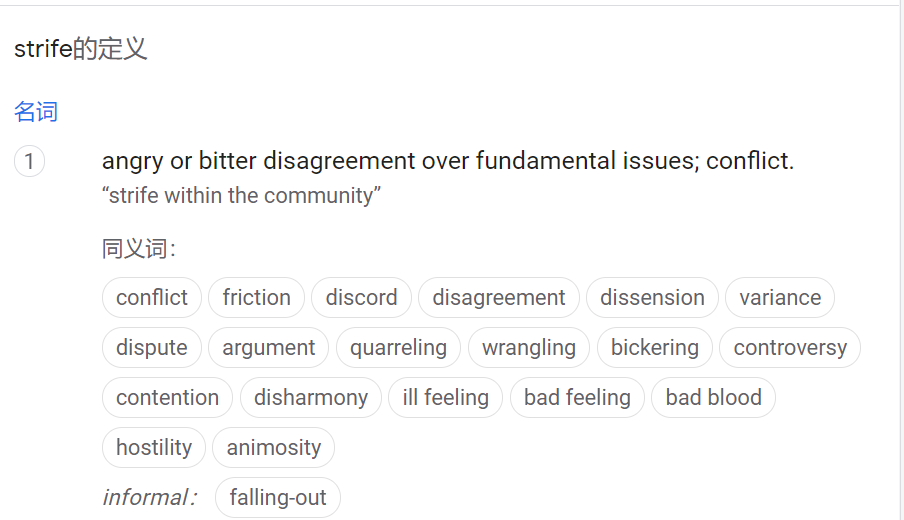 strife的定义
名词
1 angry or bitter disagreement over fundamental issues; conflict.
“strife within the community”
同义词：
conflict friction discord disagreement dissension variance
dispute argument quarreling wrangling bickering controversy
contention disharmony ill feeling bad feeling bad blood
hostility animosity
informal： falling-out